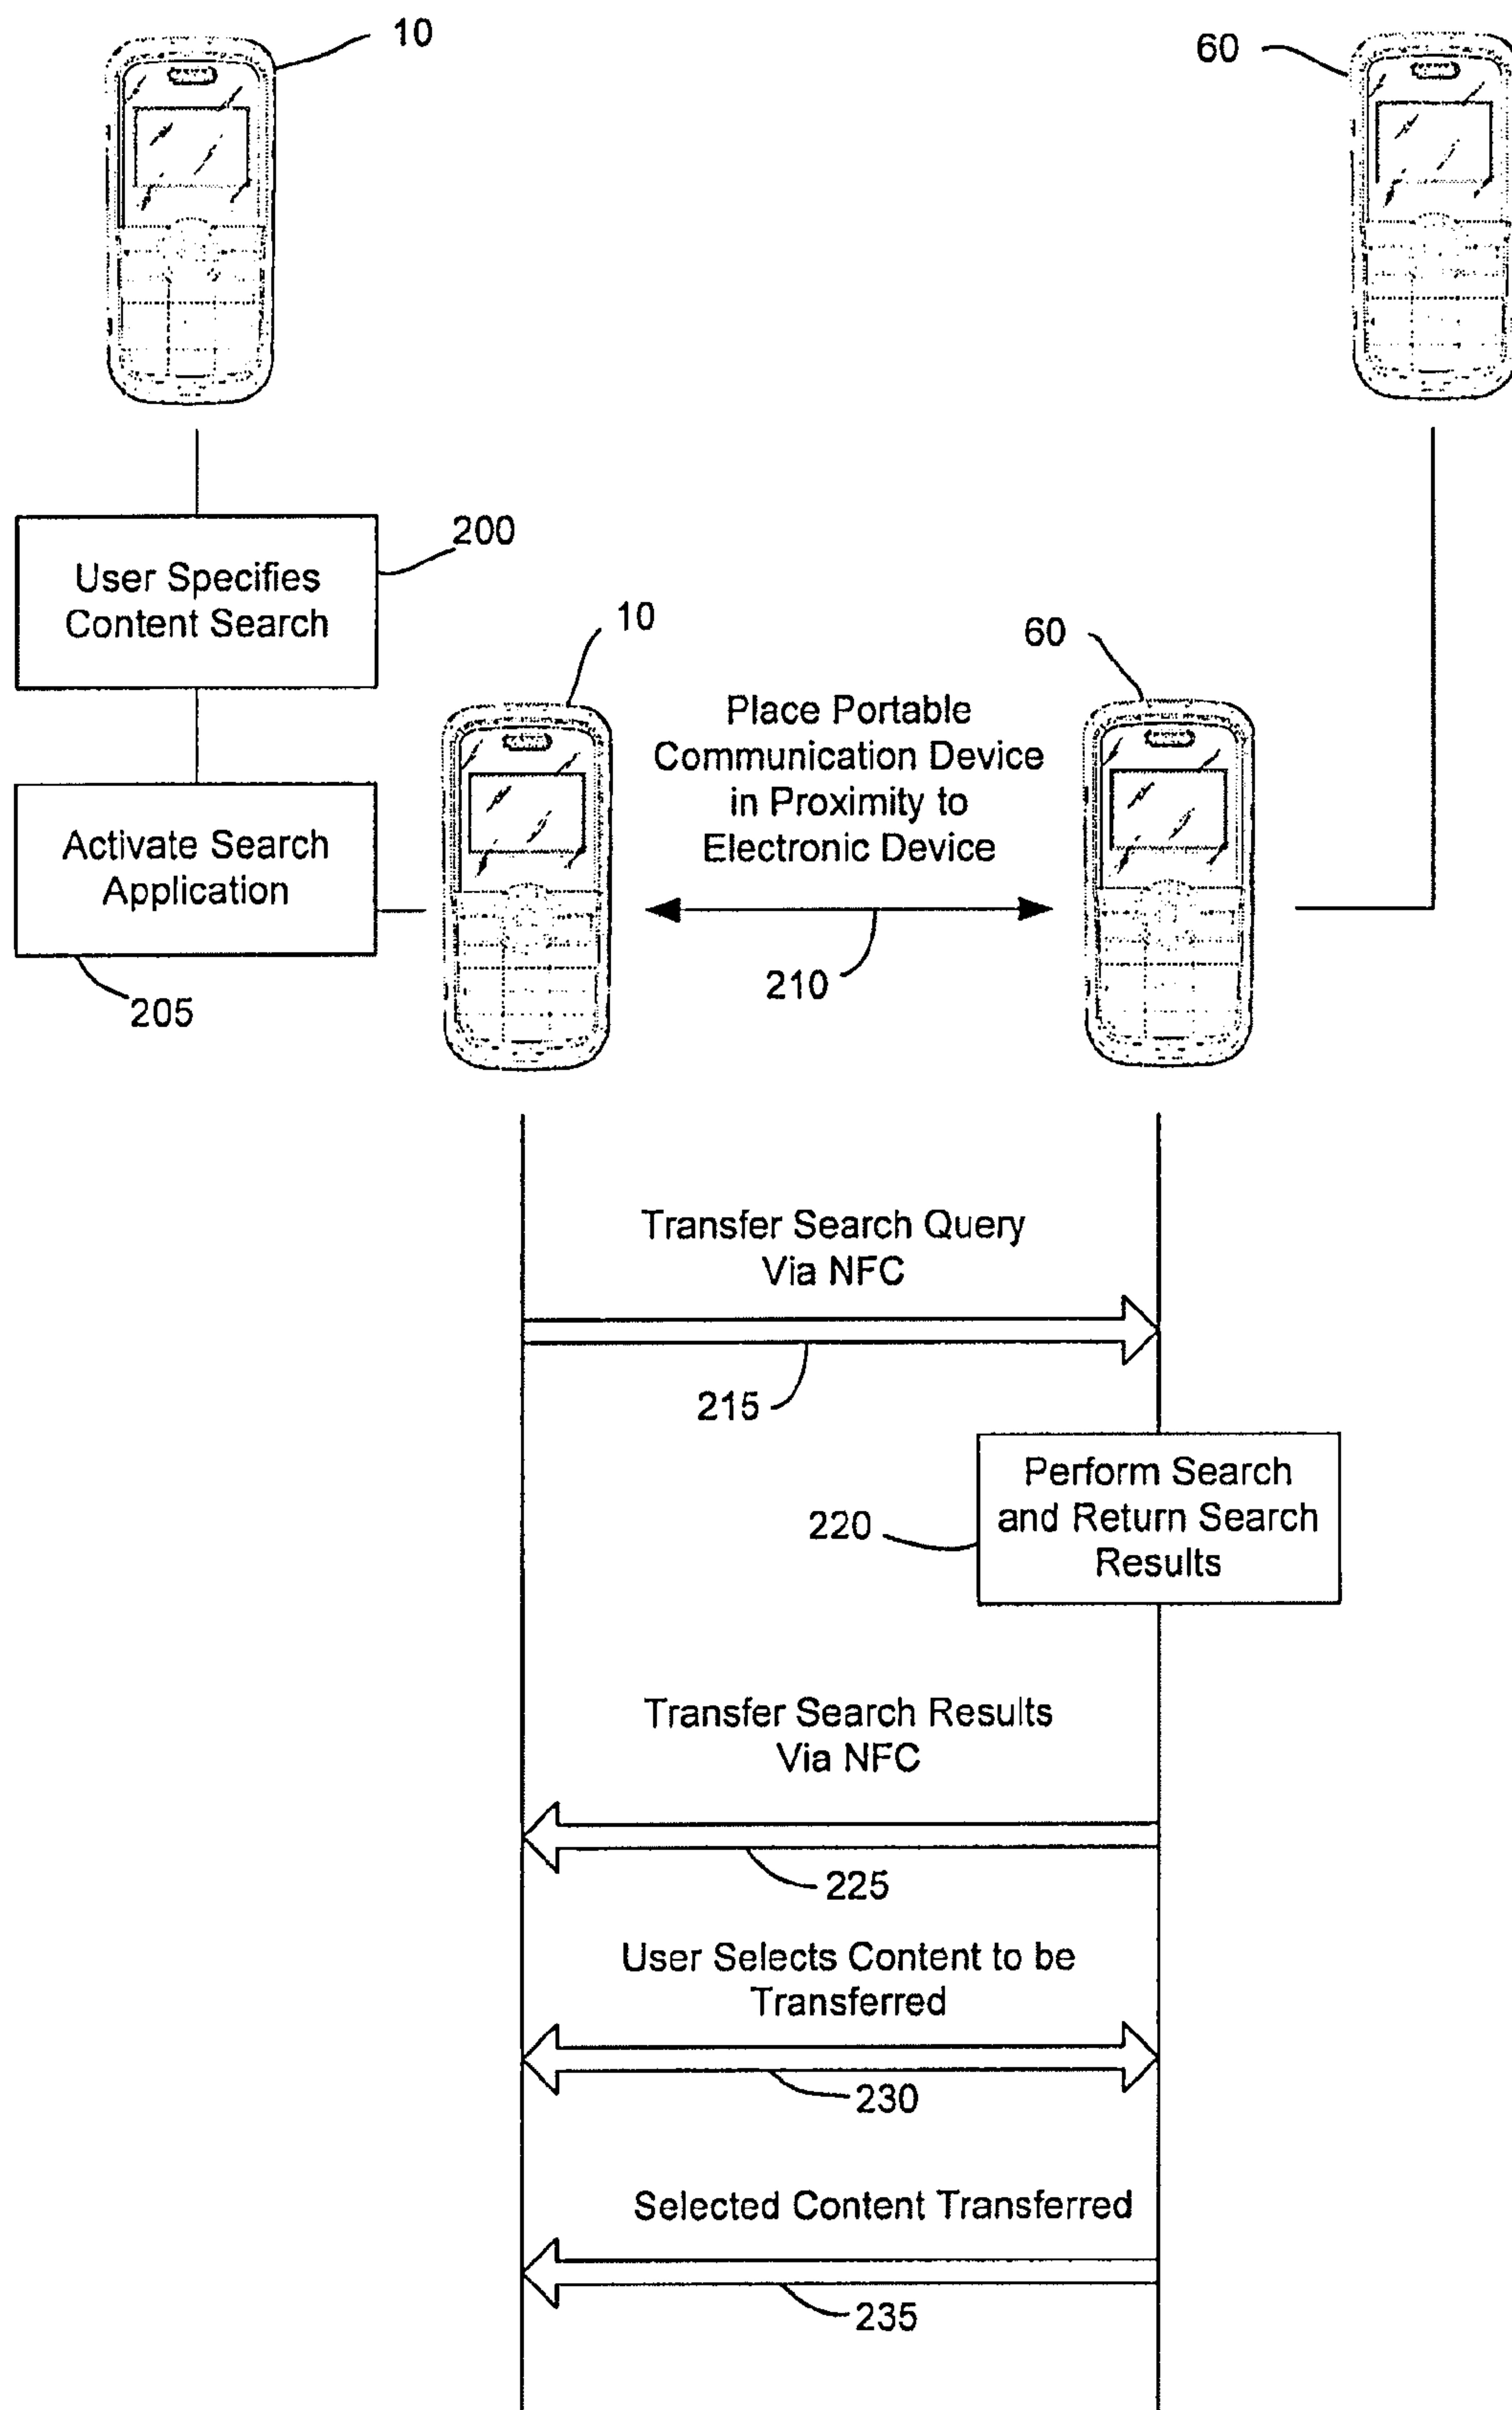 10
60
User Specifies
Content Search
200
10
60
Place Portable
Communication Device
in Proximity to
Electronic Device
Activate Search
Application
205
210
Transfer Search Query
Via NFC
215
Perform Search
and Return Search
Results
220
Transfer Search Results
Via NFC
225
User Selects Content to be
Transferred
230
Selected Content Transferred
235